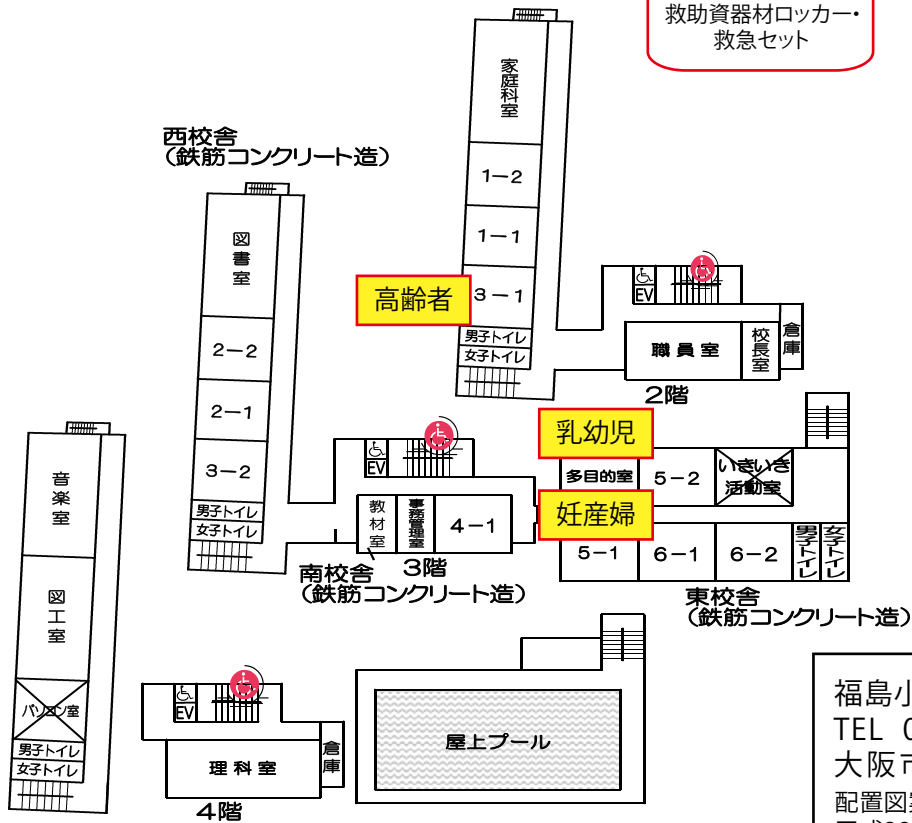 救助資器材ロッカー・
救急セット
家庭科室
1-2
1-1
3-1
高齢者
男子トイレ
女子トイレ
EV
職員室
校長室
倉庫
2階
西校舎
(鉄筋コンクリート造)
図書室
2-2
2-1
3-2
男子トイレ
女子トイレ
EV
教材室
事務管理室
4-1
3階
南校舎
(鉄筋コンクリート造)
乳幼児
多目的室
5-2
いきいき
活動室
妊産婦
5-1
6-1
6-2
男子トイレ
女子トイレ
東校舎
(鉄筋コンクリート造)
音楽室
図工室
パソコン室
男子トイレ
女子トイレ
EV
理科室
倉庫
4階
屋上プール
福島小
TEL
大阪市
配置図